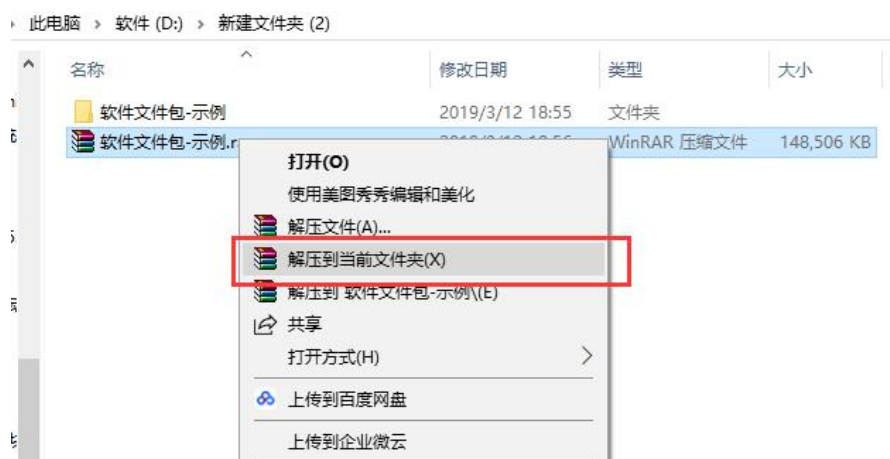 此电脑 > 软件 (D:) > 新建文件夹 (2)
名称 修改日期 类型 大小
软件文件包-示例 2019/3/12 18:55 文件夹
软件文件包-示例.r WinRAR 压缩文件 148,506 KB
打开(O)
使用美图秀秀编辑和美化
解压文件(A)...
解压到当前文件夹(X)
解压到 软件文件包-示例\(E)
共享
打开方式(H)
上传到百度网盘
上传到企业微云